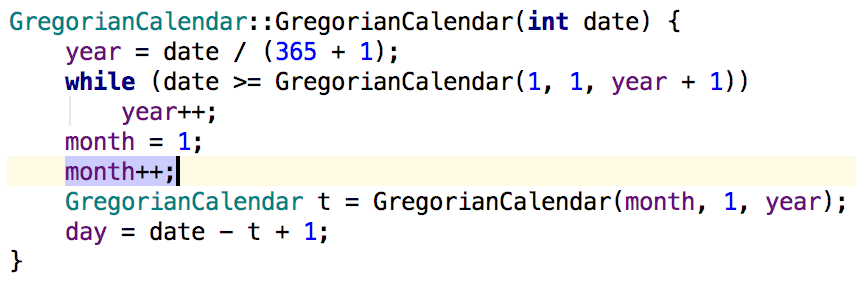 GregorianCalendar::GregorianCalendar(int date) {
    year = date / (365 + 1);
    while (date >= GregorianCalendar(1, 1, year + 1))
        year++;
    month = 1;
    month++;
    GregorianCalendar t = GregorianCalendar(month, 1, year);
    day = date – t + 1;
}